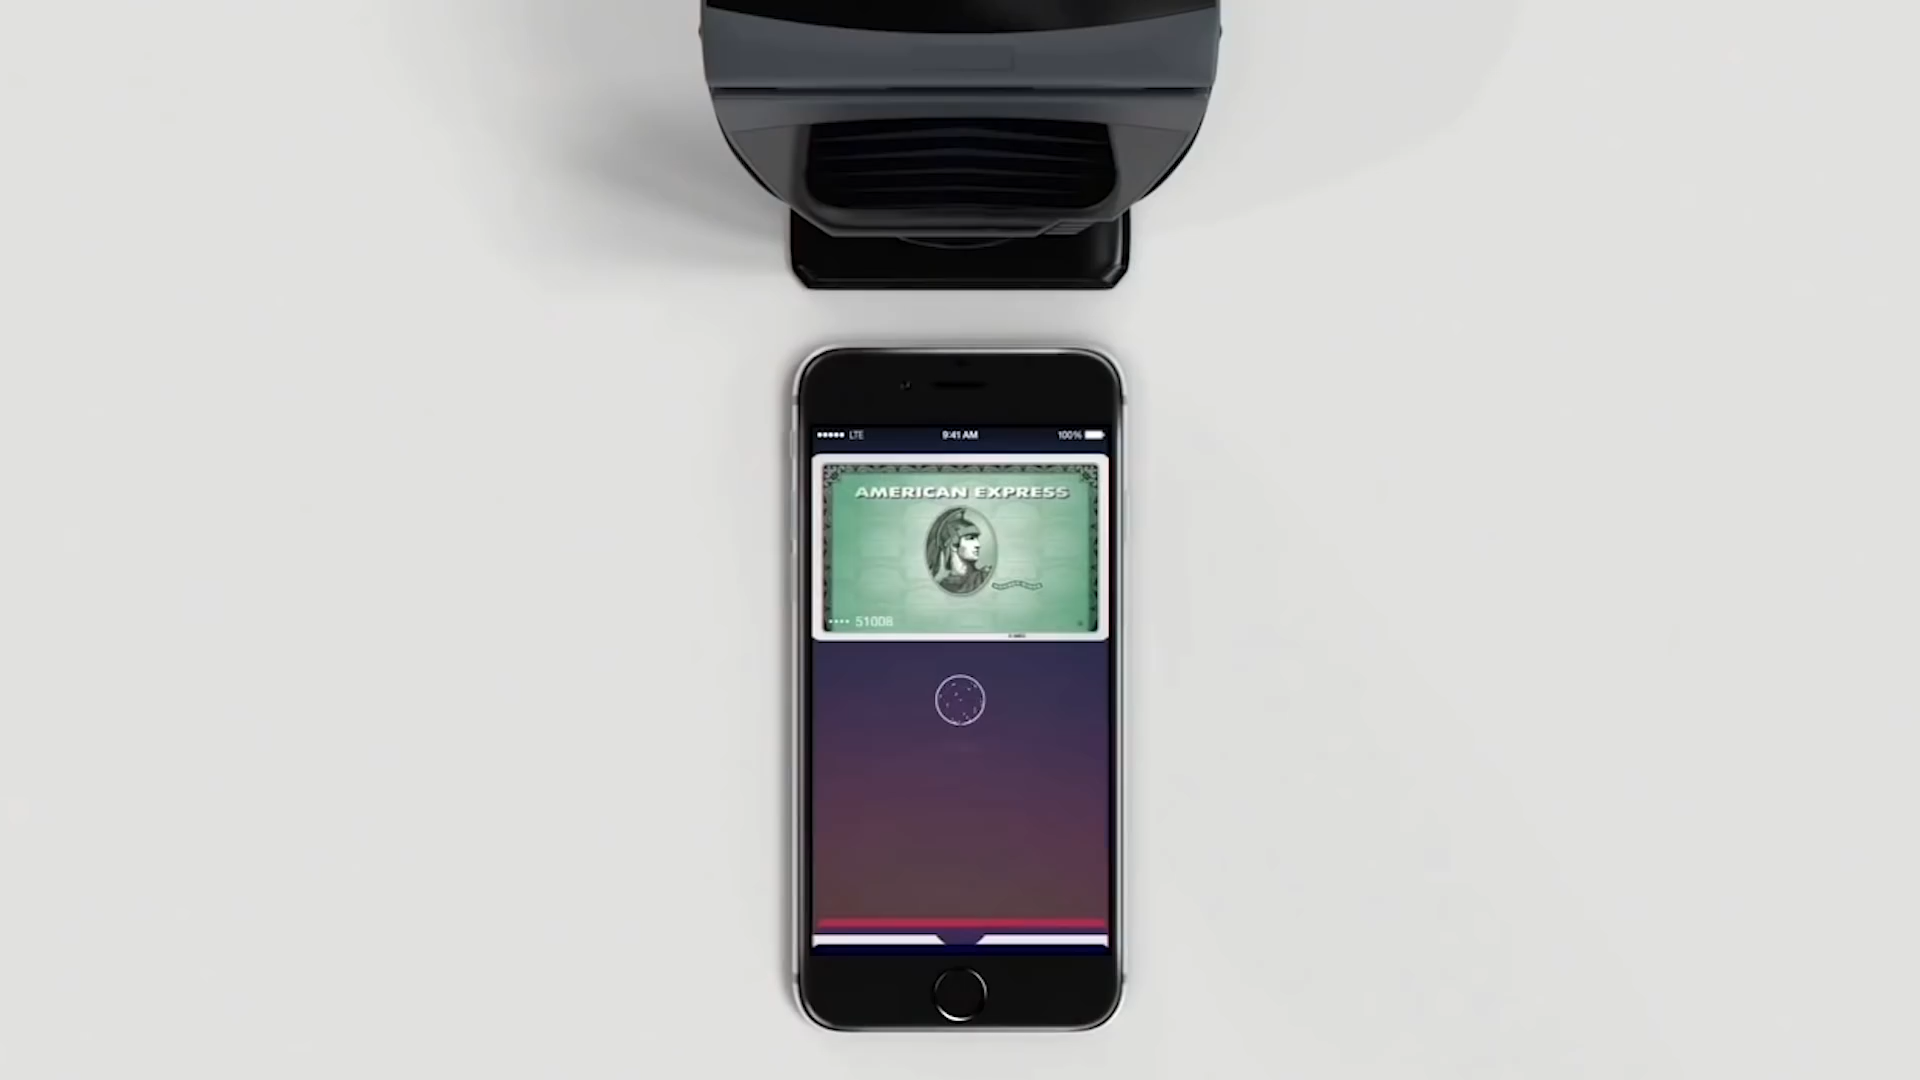 ●●●●● LTE 9:41 AM 100%
AMERICAN EXPRESS
•••• 51008